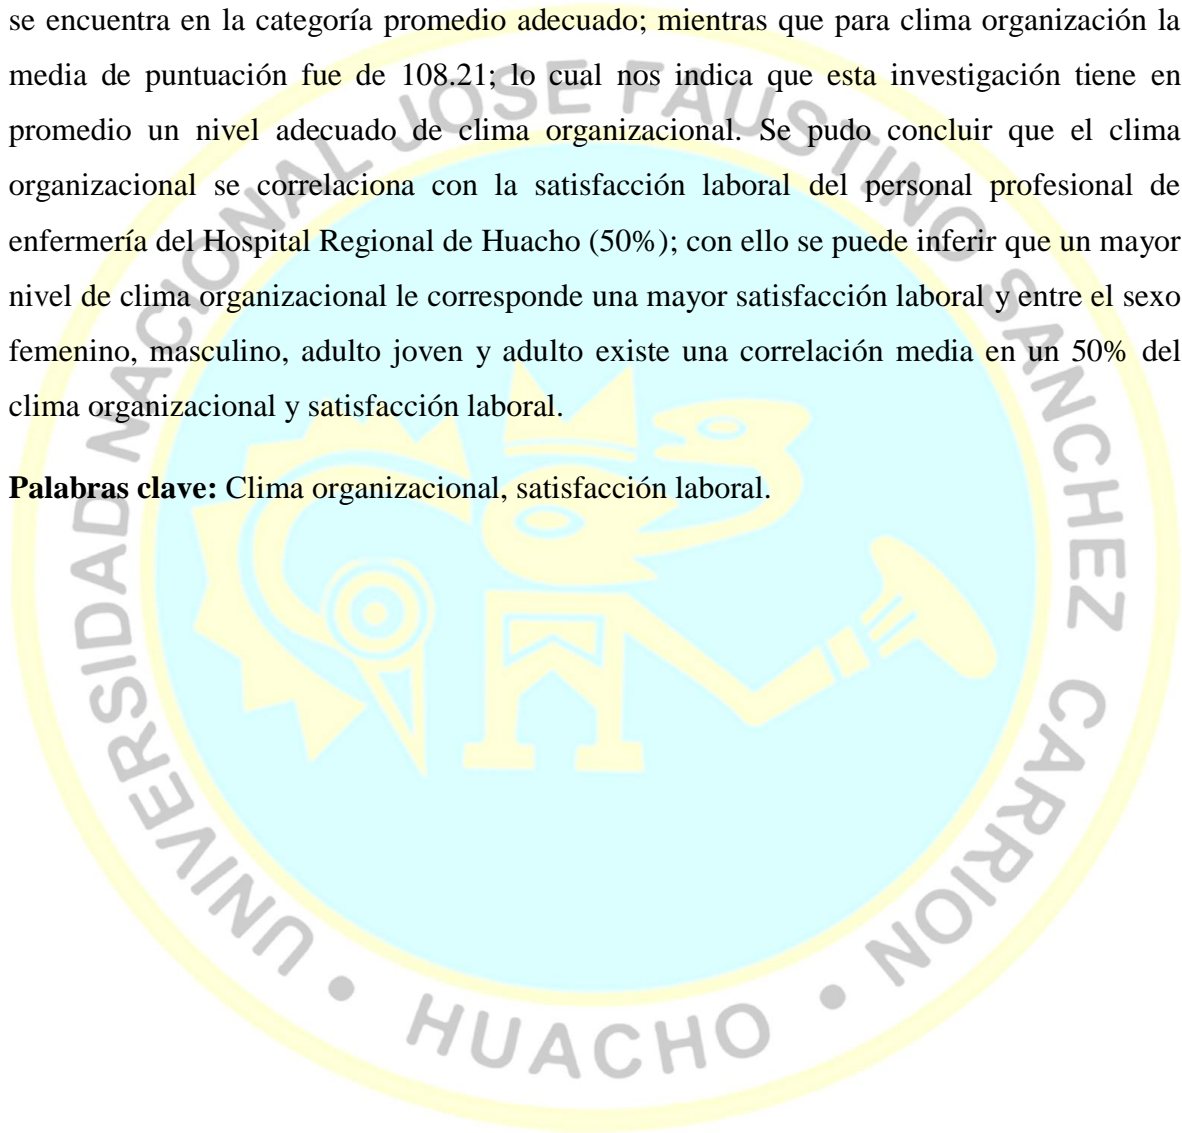 se encuentra en la categoría promedio adecuado; mientras que para clima organización la
media de puntuación fue de 108.21; lo cual nos indica que esta investigación tiene en
promedio un nivel adecuado de clima organizacional. Se pudo concluir que el clima
organizacional se correlaciona con la satisfacción laboral del personal profesional de
enfermería del Hospital Regional de Huacho (50%); con ello se puede inferir que un mayor
nivel de clima organizacional le corresponde una mayor satisfacción laboral y entre el sexo
femenino, masculino, adulto joven y adulto existe una correlación media en un 50% del
clima organizacional y satisfacción laboral.
Palabras clave: Clima organizacional, satisfacción laboral.
UNIVERSIDAD NACIONAL JOSE FAUSTINO SANCHEZ CARRION • HUACHO •